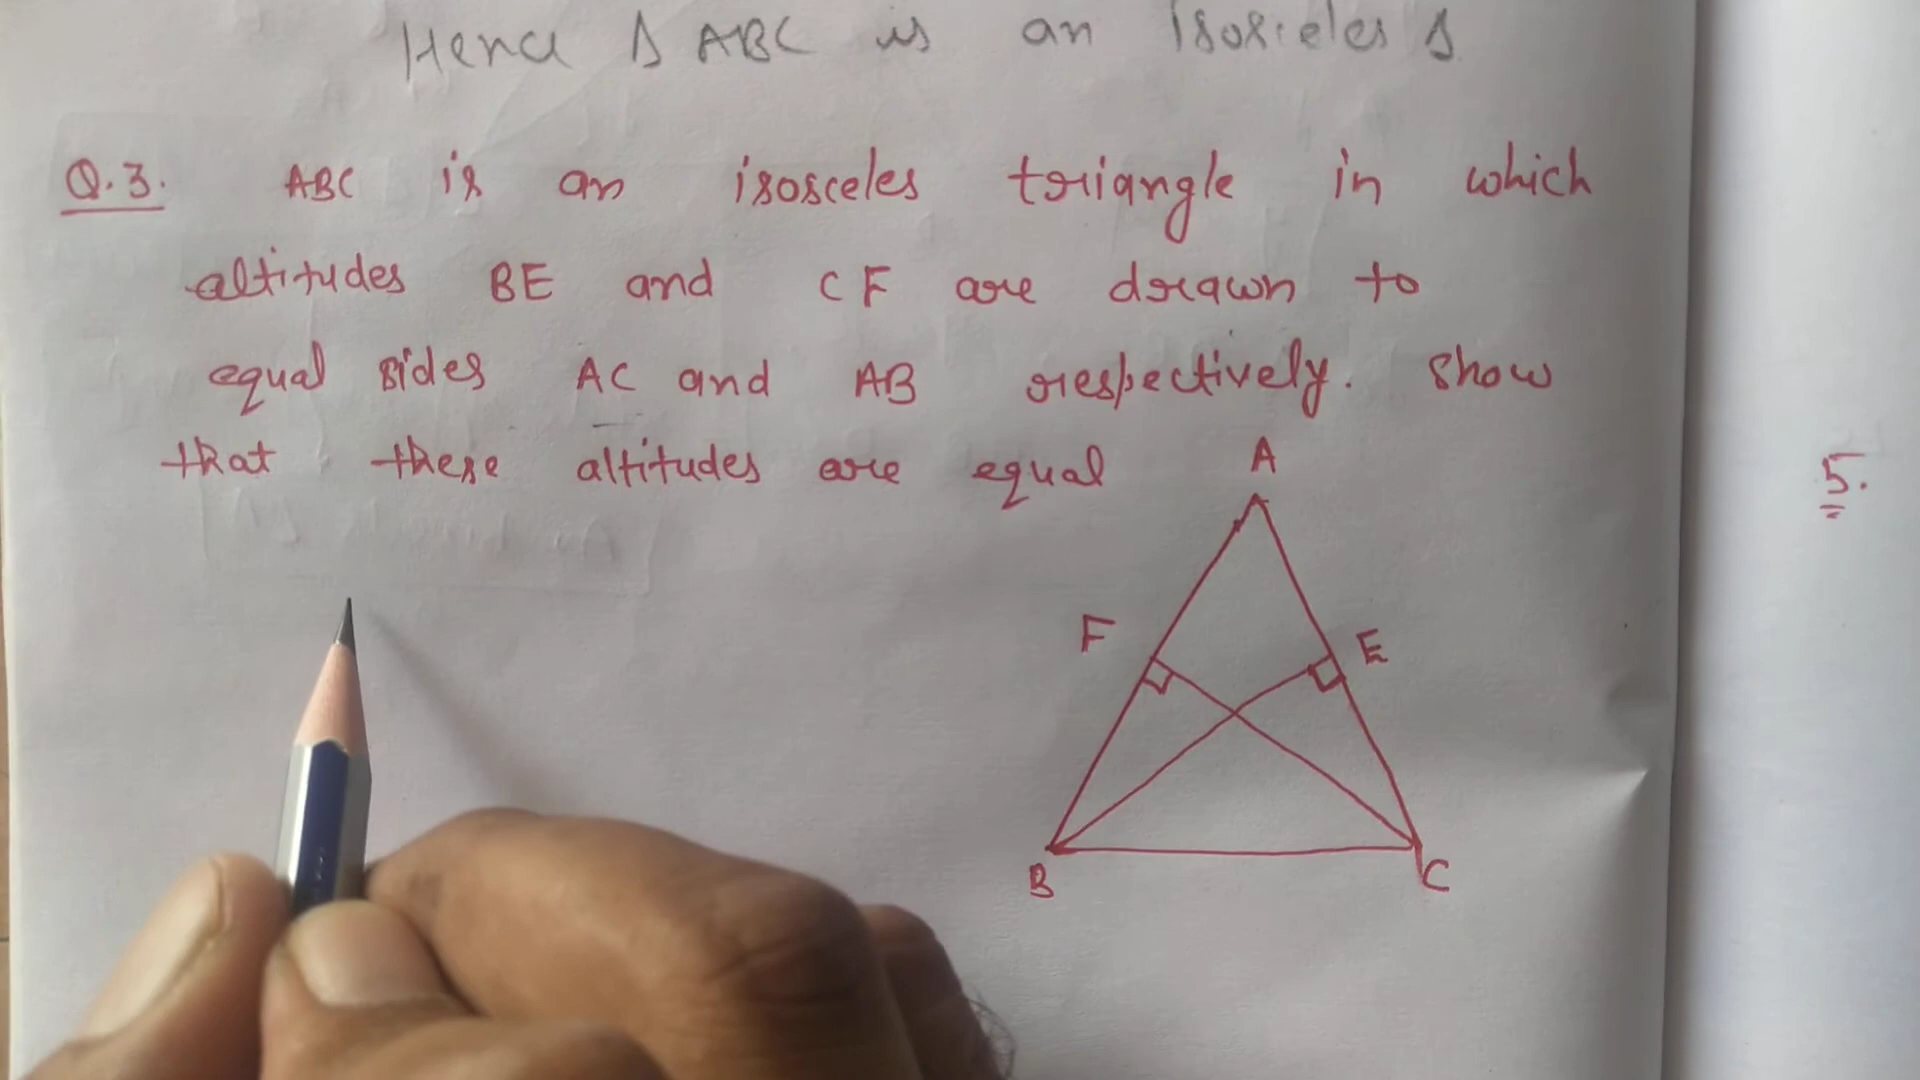 Hence Δ ABC is an isosceles Δ
Q.3. ABC is an isosceles triangle in which
altitudes BE and CF are drawn to
equal sides AC and AB respectively. show
that these altitudes are equal
A
F
E
B
C
5.